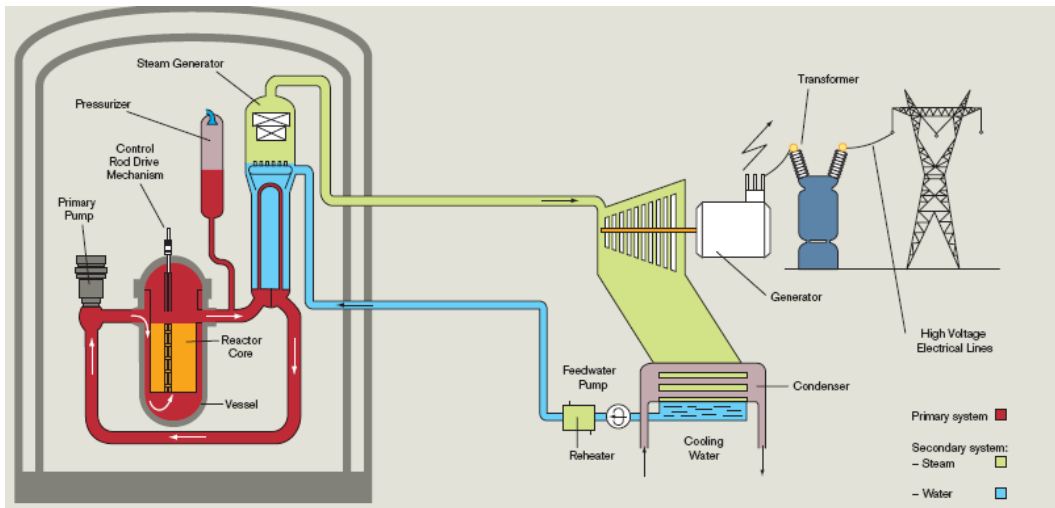 Steam Generator
Pressurizer
Control
Rod Drive
Mechanism
Primary
Pump
Reactor
Core
Vessel
Transformer
Generator
High Voltage
Electrical Lines
Feedwater
Pump
Condenser
Reheater
Cooling
Water
Primary system
Secondary system:
– Steam
– Water